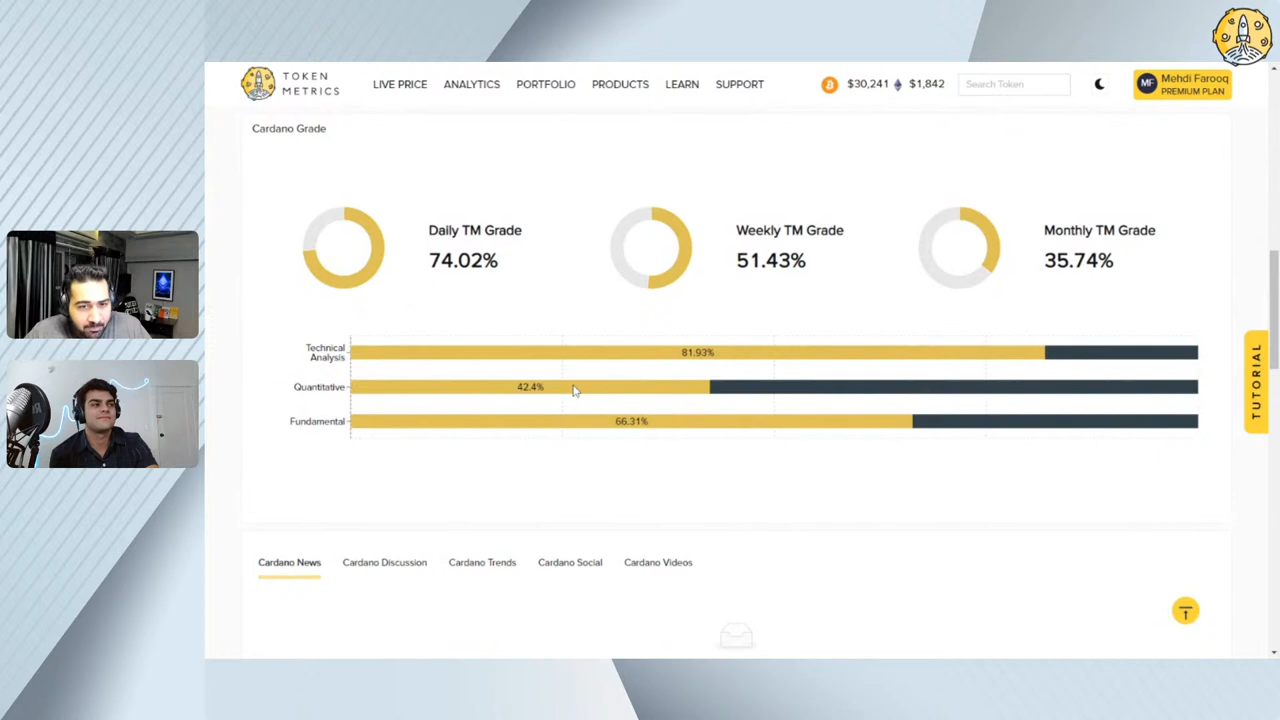 TOKEN
METRICS
LIVE PRICE
ANALYTICS
PORTFOLIO
PRODUCTS
LEARN
SUPPORT
$30,241
$1,842
Search Token
MF
Mehdi Farooq
PREMIUM PLAN
Cardano Grade
Daily TM Grade
74.02%
Weekly TM Grade
51.43%
Monthly TM Grade
35.74%
Technical
Analysis
81.93%
Quantitative
42.4%
Fundamental
66.31%
TUTORIAL
Cardano News
Cardano Discussion
Cardano Trends
Cardano Social
Cardano Videos